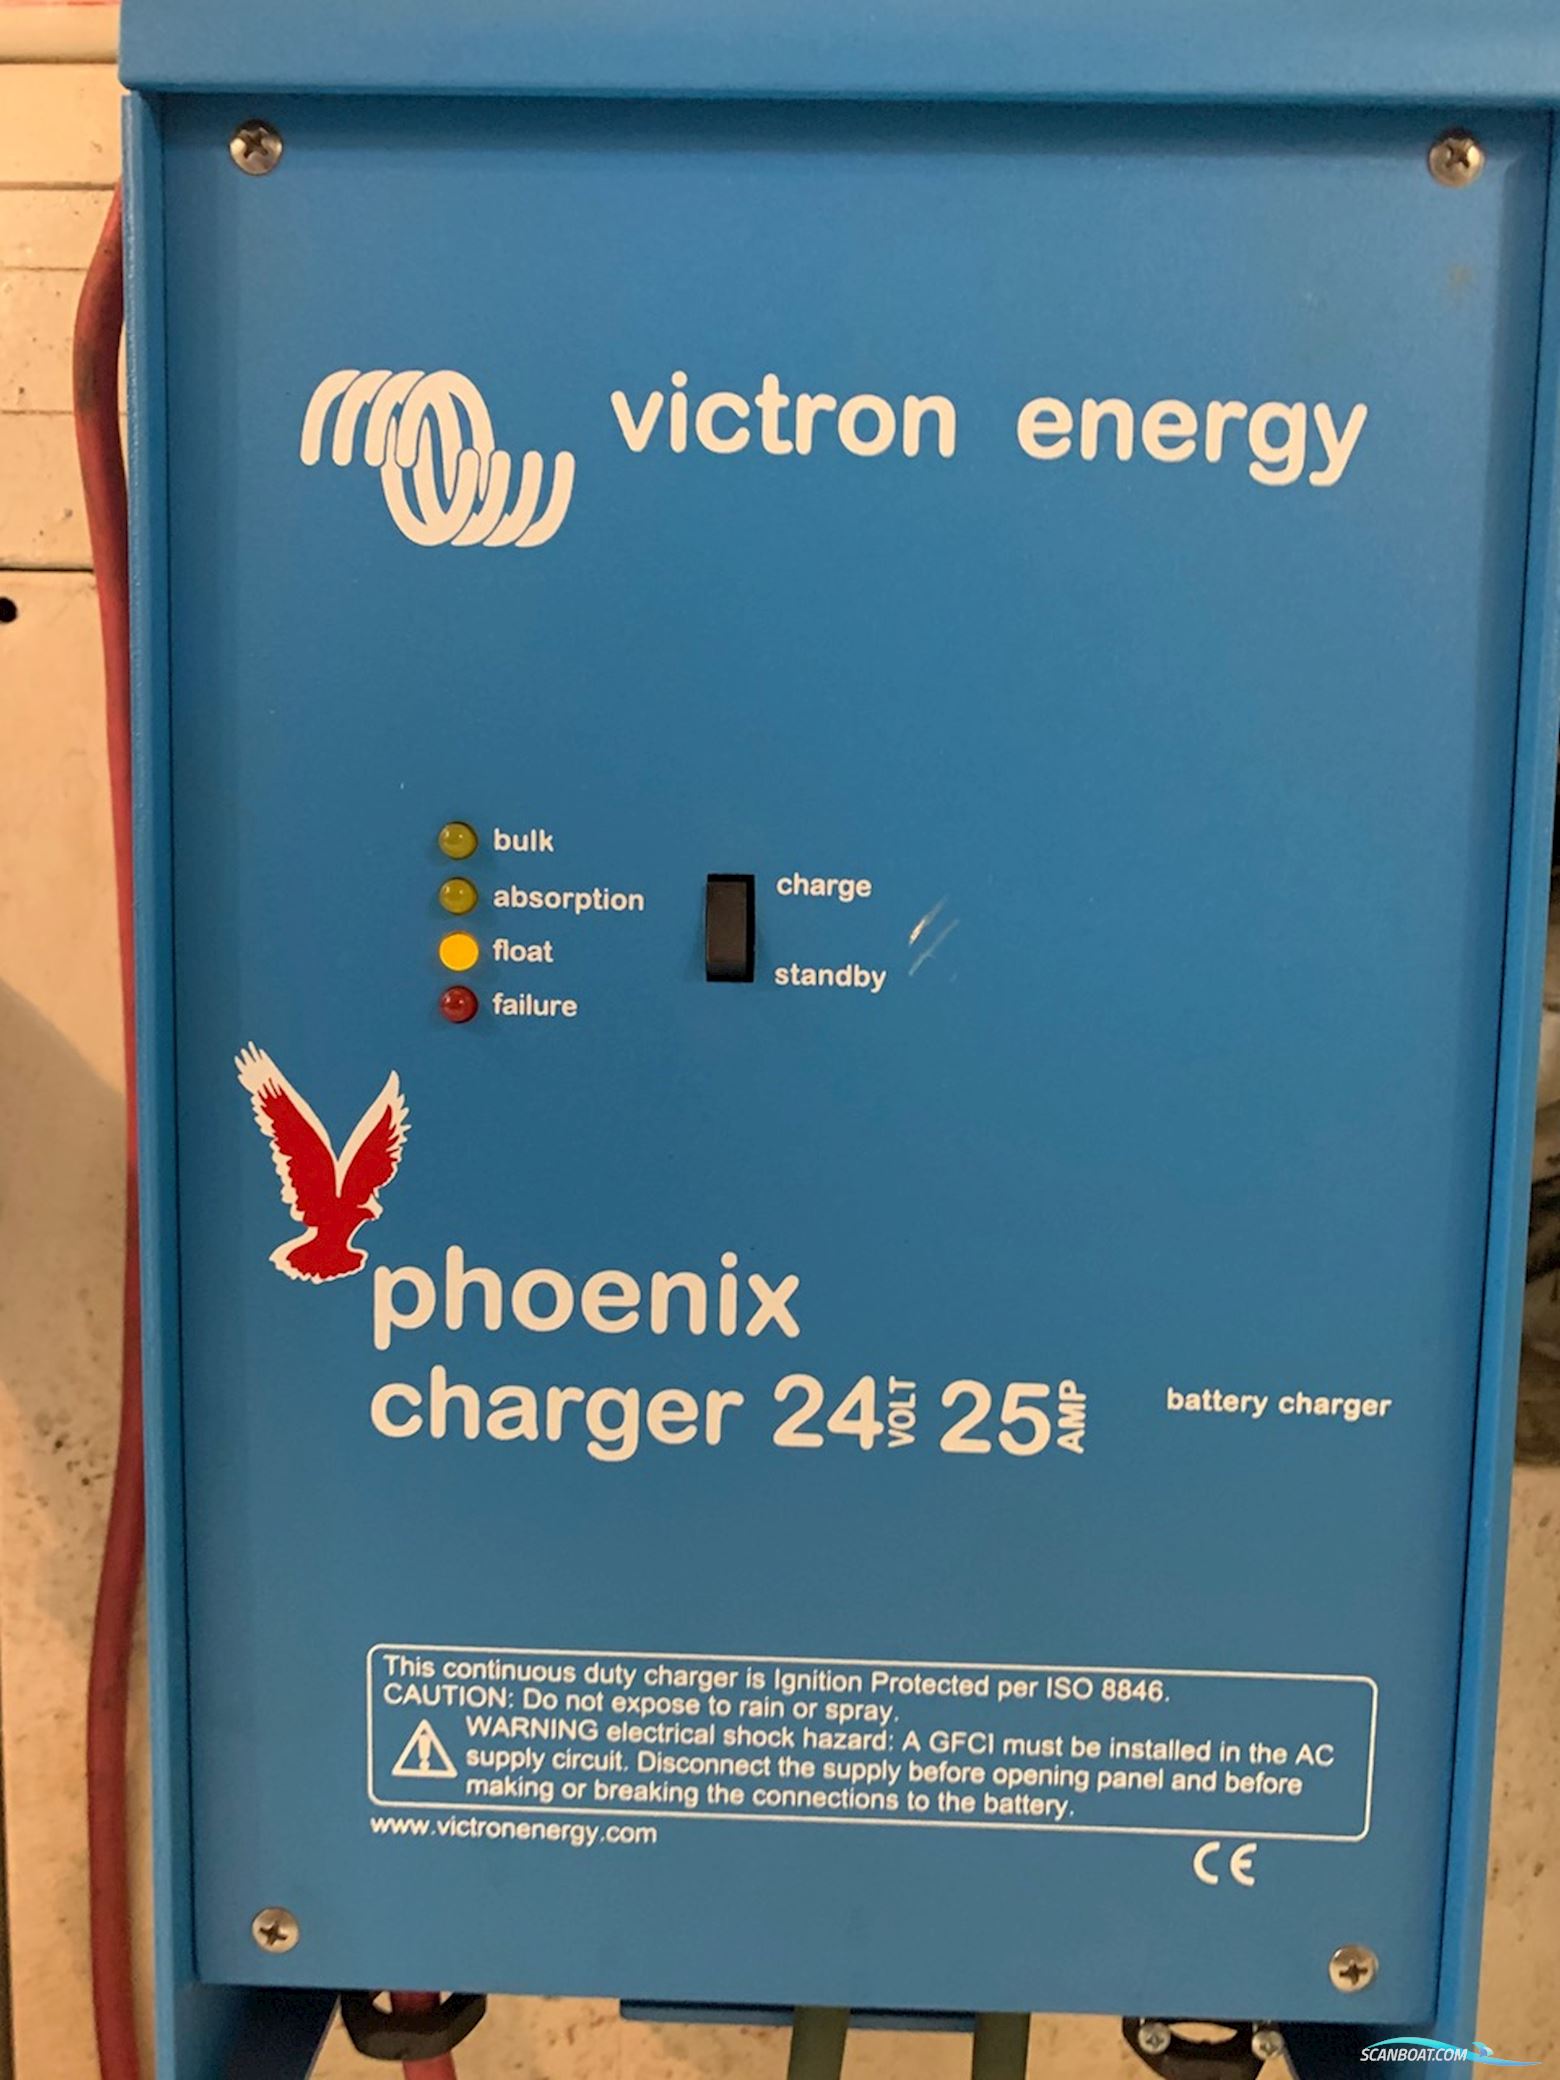 victron energy
bulk
absorption
float
failure
charge
standby
phoenix
charger 24 VOLT 25 AMP
battery charger
This continuous duty charger is Ignition Protected per ISO 8846.
CAUTION: Do not expose to rain or spray.
WARNING electrical shock hazard: A GFCI must be installed in the AC
supply circuit. Disconnect the supply before opening panel and before
making or breaking the connections to the battery.
www.victronenergy.com
CE
SCANBOAT.COM